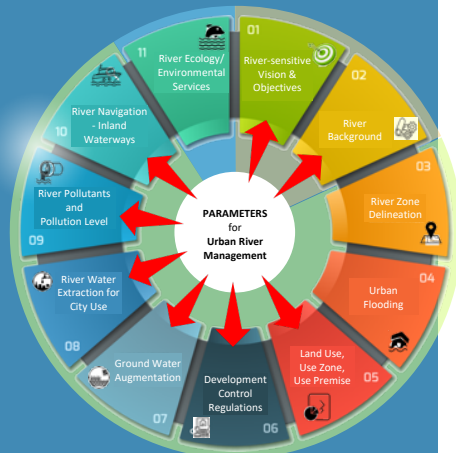 11
River Ecology/
Environmental
Services
01
River-sensitive
Vision &
Objectives
02
River
Background
03
River Zone
Delineation
04
Urban
Flooding
Land Use,
Use Zone,
Use Premise
05
Development
Control
Regulations
06
Ground Water
Augmentation
07
River Water
Extraction for
City Use
08
River Pollutants
and
Pollution Level
09
River Navigation
- Inland
Waterways
10
PARAMETERS
for
Urban River
Management